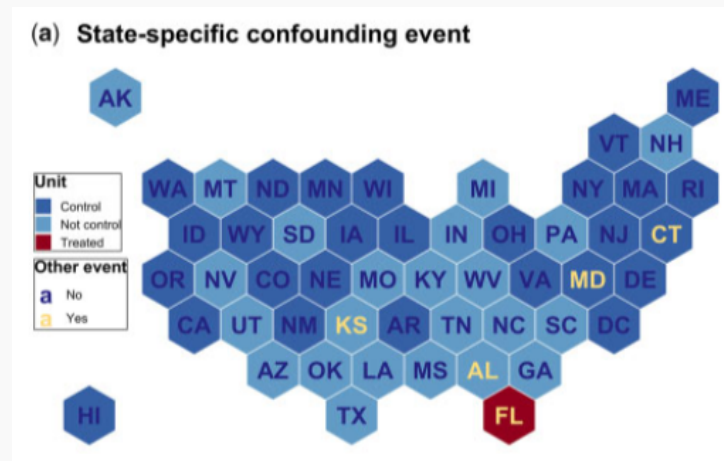 (a) State-specific confounding event
AK
ME
VT NH
Unit
Control
Not control
Treated
WA MT ND MN WI MI NY MA RI
ID WY SD IA IL IN OH PA NJ CT
Other event
a No
a Yes
OR NV CO NE MO KY WV VA MD DE
CA UT NM KS AR TN NC SC DC
AZ OK LA MS AL GA
HI
TX
FL